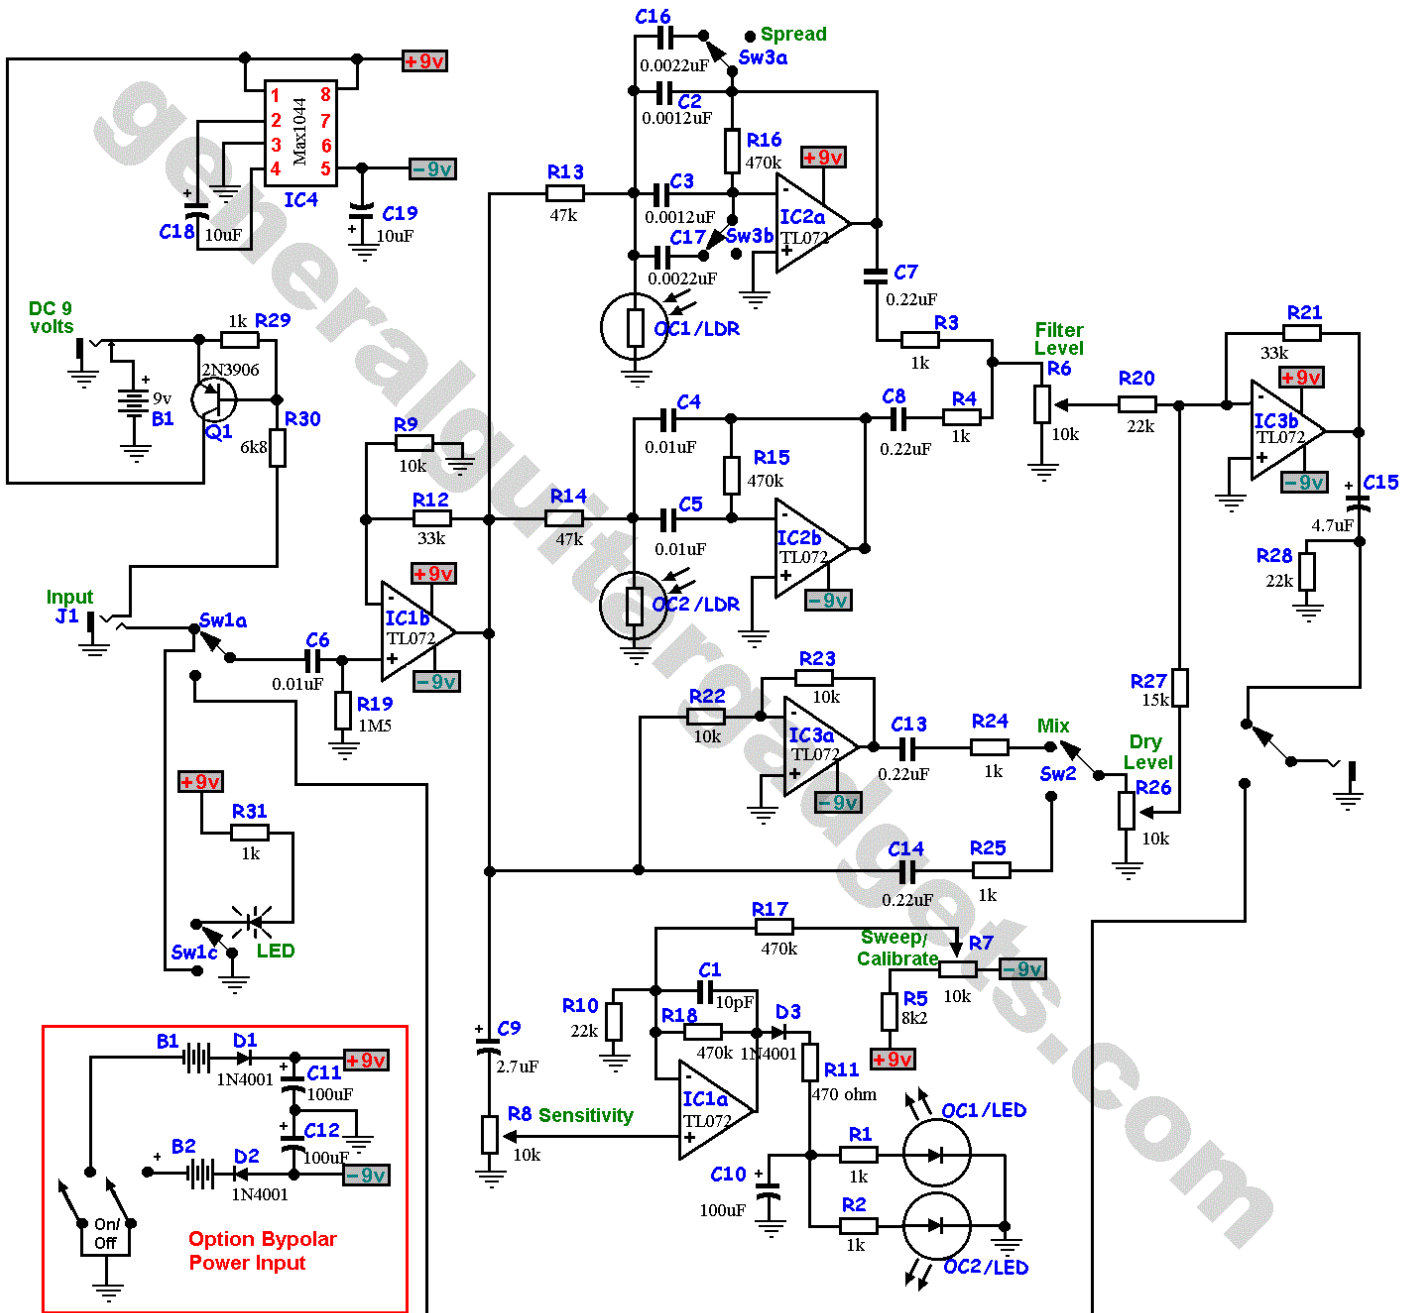 C16
Spread
Sw3a
0.0022uF
+9v
1
8
2
7
3
6
4
5
Max1044
IC4
-9v
C18
10uF
C19
10uF
C2
0.0012uF
R16
470k
+9v
R13
47k
C3
0.0012uF
-
IC2a
TL072
+
C17
Sw3b
0.0022uF
OC1/LDR
C7
0.22uF
R3
1k
DC 9
volts
1k
R29
2N3906
+
9v
B1
Q1
R30
6k8
Filter
Level
R6
10k
R20
22k
R21
33k
+9v
-
IC3b
TL072
+
-9v
+
C15
4.7uF
R28
22k
R9
10k
R12
33k
C4
0.01uF
C8
0.22uF
R4
1k
R15
470k
R14
47k
C5
0.01uF
-
IC2b
TL072
+
-9v
OC2/LDR
Input
J1
Sw1a
C6
0.01uF
R19
1M5
+9v
-
IC1b
TL072
+
-9v
R23
10k
R22
10k
-
IC3a
TL072
+
-9v
C13
0.22uF
R24
1k
Mix
Sw2
Dry
Level
R26
10k
R27
15k
C14
0.22uF
R25
1k
+9v
R31
1k
Sw1c
LED
R17
470k
Sweep/
Calibrate
R7
10k
-9v
R5
8k2
+9v
C1
10pF
R10
22k
R18
470k
D3
1N4001
R11
470 ohm
+
C9
2.7uF
-
IC1a
TL072
+
R8
Sensitivity
10k
+
C10
100uF
R1
1k
R2
1k
OC1/LED
OC2/LED
B1
D1
1N4001
+
C11
100uF
+9v
+
C12
100uF
+
B2
D2
1N4001
-9v
On/
Off
Option Bypolar
Power Input
generalguitargadgets.com